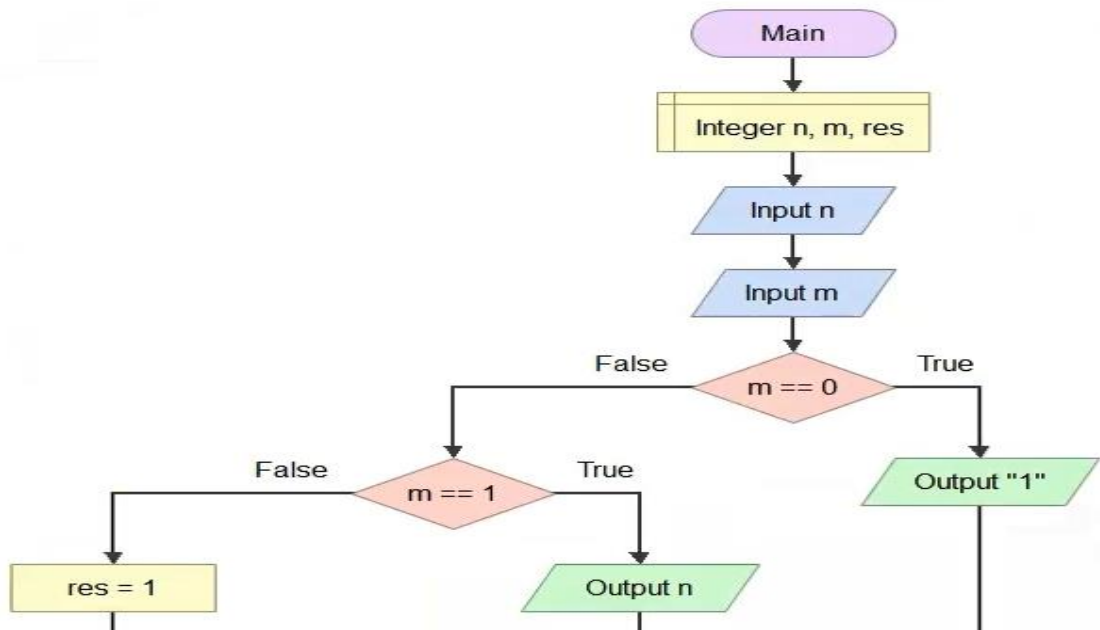 Main
Integer n, m, res
Input n
Input m
False
True
m == 0
False
True
m == 1
Output "1"
res = 1
Output n